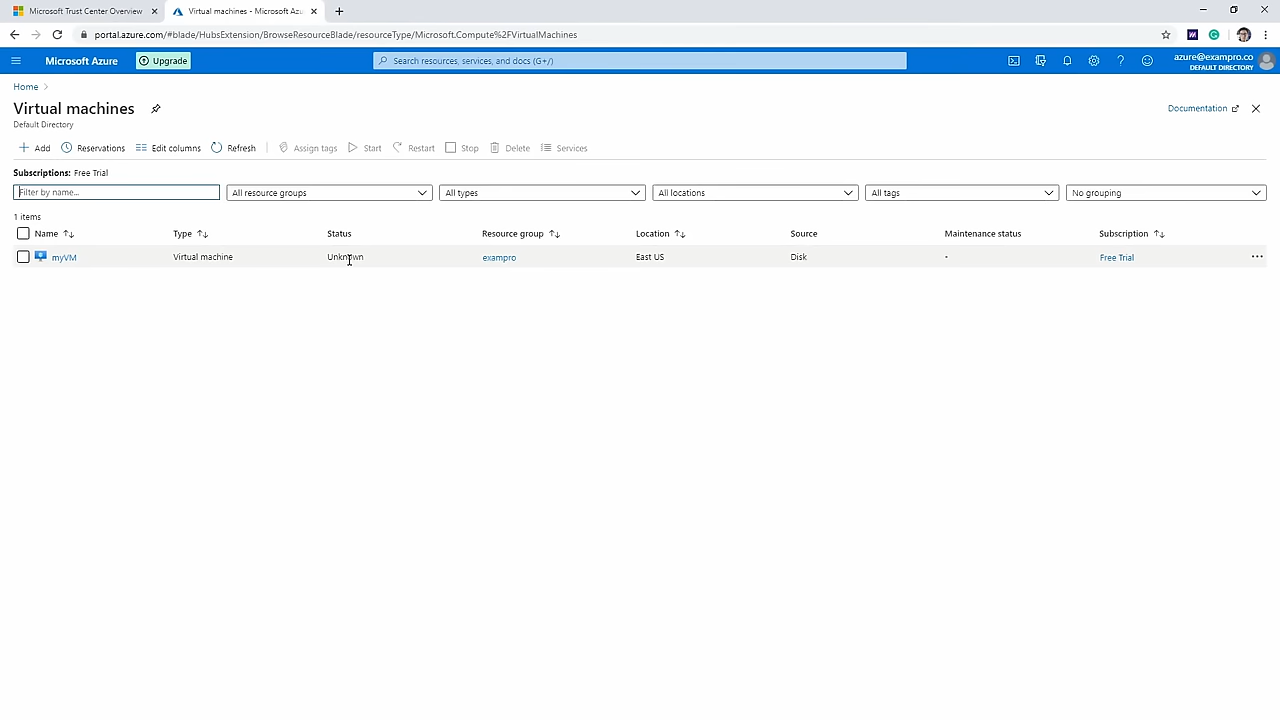 Microsoft Trust Center Overview
Virtual machines - Microsoft Azu
portal.azure.com/#blade/HubsExtension/BrowseResourceBlade/resourceType/Microsoft.Compute%2FVirtualMachines
Microsoft Azure
Upgrade
Search resources, services, and docs (G+/)
azure@exampro.co
DEFAULT DIRECTORY
Home
Virtual machines
Default Directory
Documentation
Add Reservations Edit columns Refresh Assign tags Start Restart Stop Delete Services
Subscriptions: Free Trial
Filter by name... All resource groups All types All locations All tags No grouping
1 items
Name Type Status Resource group Location Source Maintenance status Subscription
myVM Virtual machine Unknown exampro East US Disk - Free Trial